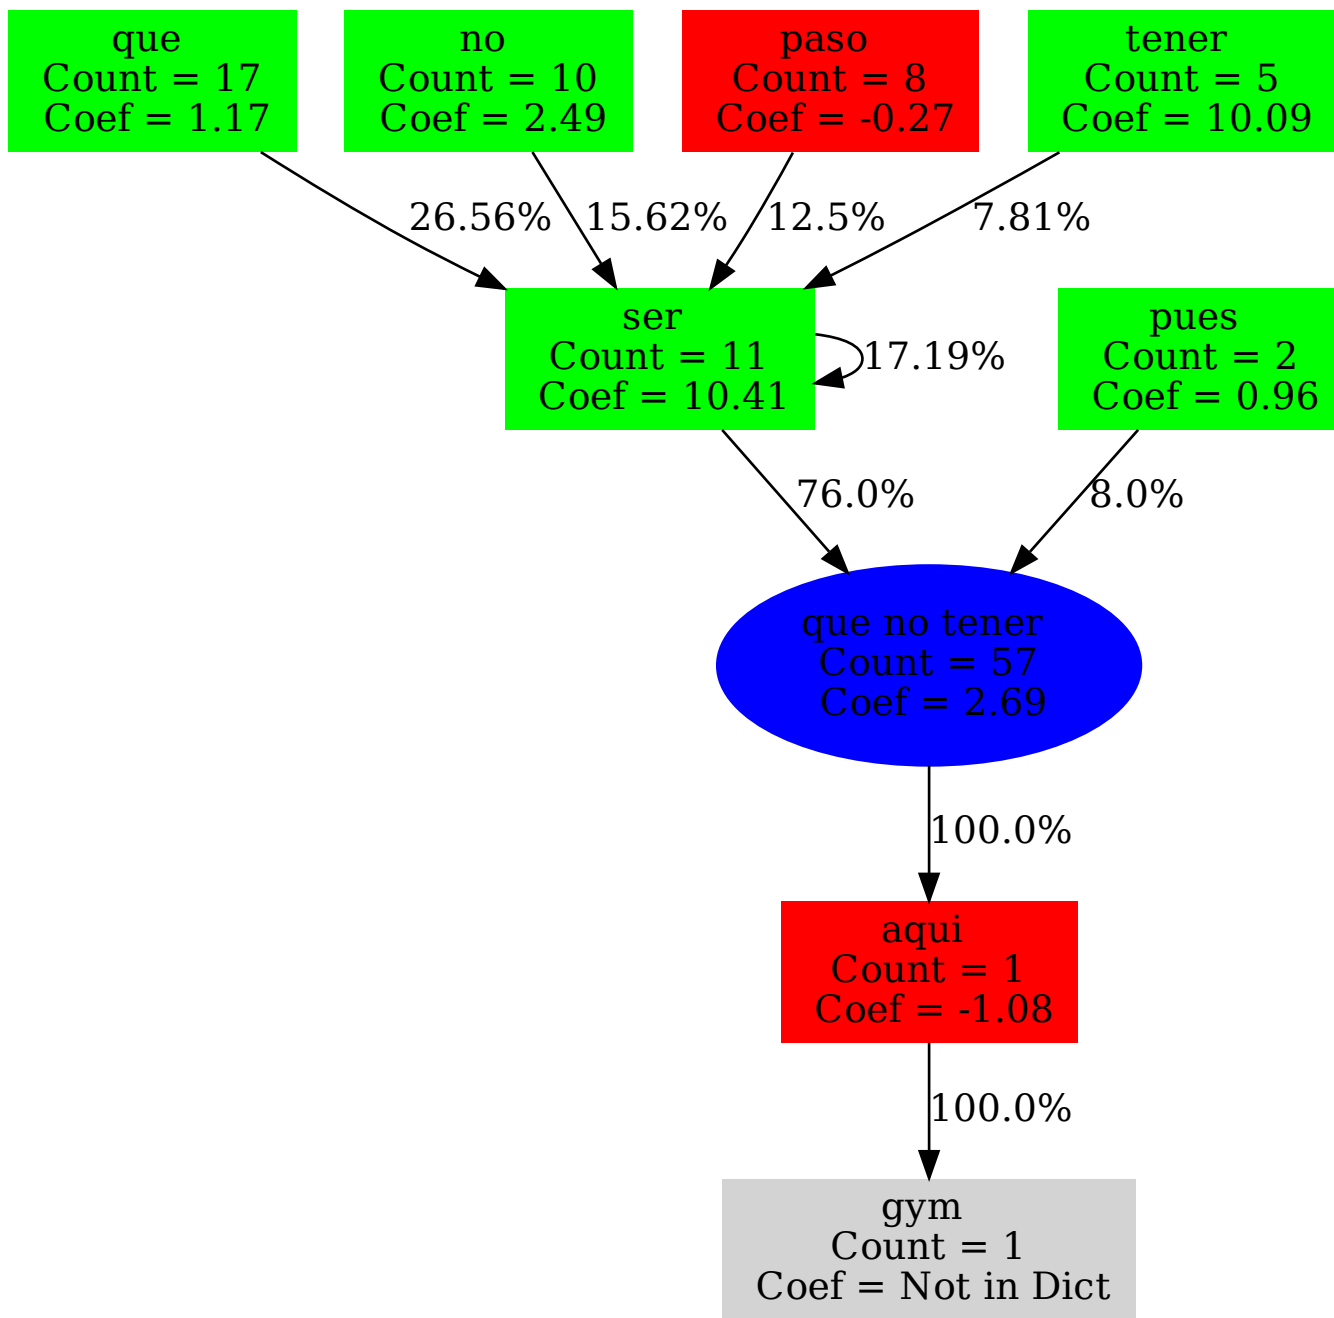 que
Count = 17
Coef = 1.17
no
Count = 10
Coef = 2.49
paso
Count = 8
Coef = -0.27
tener
Count = 5
Coef = 10.09
26.56%
15.62%
12.5%
7.81%
ser
Count = 11
Coef = 10.41
17.19%
pues
Count = 2
Coef = 0.96
76.0%
8.0%
que no tener
Count = 57
Coef = 2.69
100.0%
aqui
Count = 1
Coef = -1.08
100.0%
gym
Count = 1
Coef = Not in Dict